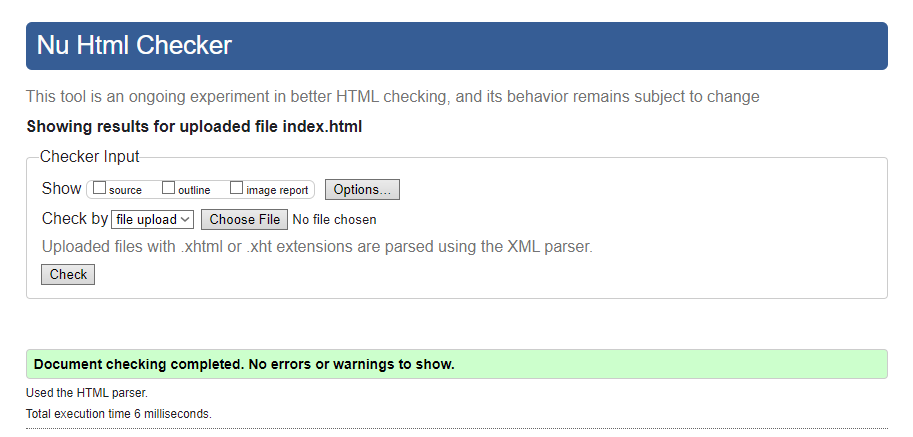 Nu Html Checker
This tool is an ongoing experiment in better HTML checking, and its behavior remains subject to change
Showing results for uploaded file index.html
Checker Input
Show source outline image report Options...
Check by file upload Choose File No file chosen
Uploaded files with .xhtml or .xht extensions are parsed using the XML parser.
Check
Document checking completed. No errors or warnings to show.
Used the HTML parser.
Total execution time 6 milliseconds.